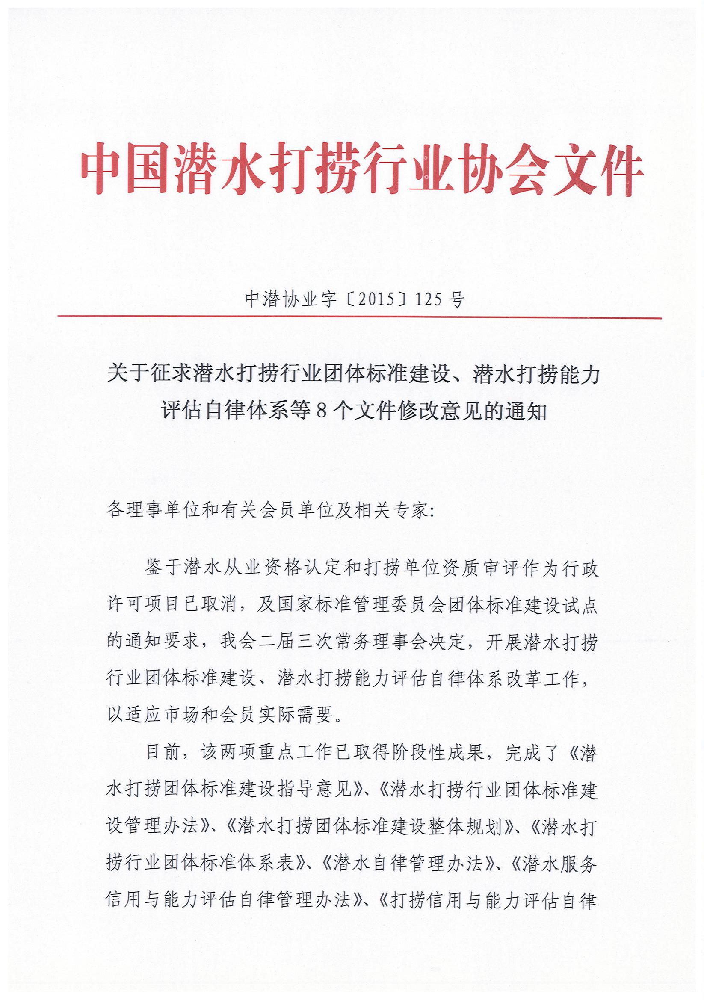 中国潜水打捞行业协会文件
中潜协业字〔2015〕125 号
关于征求潜水打捞行业团体标准建设、潜水打捞能力
评估自律体系等 8 个文件修改意见的通知
各理事单位和有关会员单位及相关专家:
鉴于潜水从业资格认定和打捞单位资质审评作为行政
许可项目已取消，及国家标准管理委员会团体标准建设试点
的通知要求，我会二届三次常务理事会决定，开展潜水打捞
行业团体标准建设、潜水打捞能力评估自律体系改革工作，
以适应市场和会员实际需要。
目前，该两项重点工作已取得阶段性成果，完成了《潜
水打捞团体标准建设指导意见》、《潜水打捞行业团体标准建
设管理办法》、《潜水打捞团体标准建设整体规划》、《潜水打
捞行业团体标准体系表》、《潜水自律管理办法》、《潜水服务
信用与能力评估自律管理办法》、《打捞信用与能力评估自律